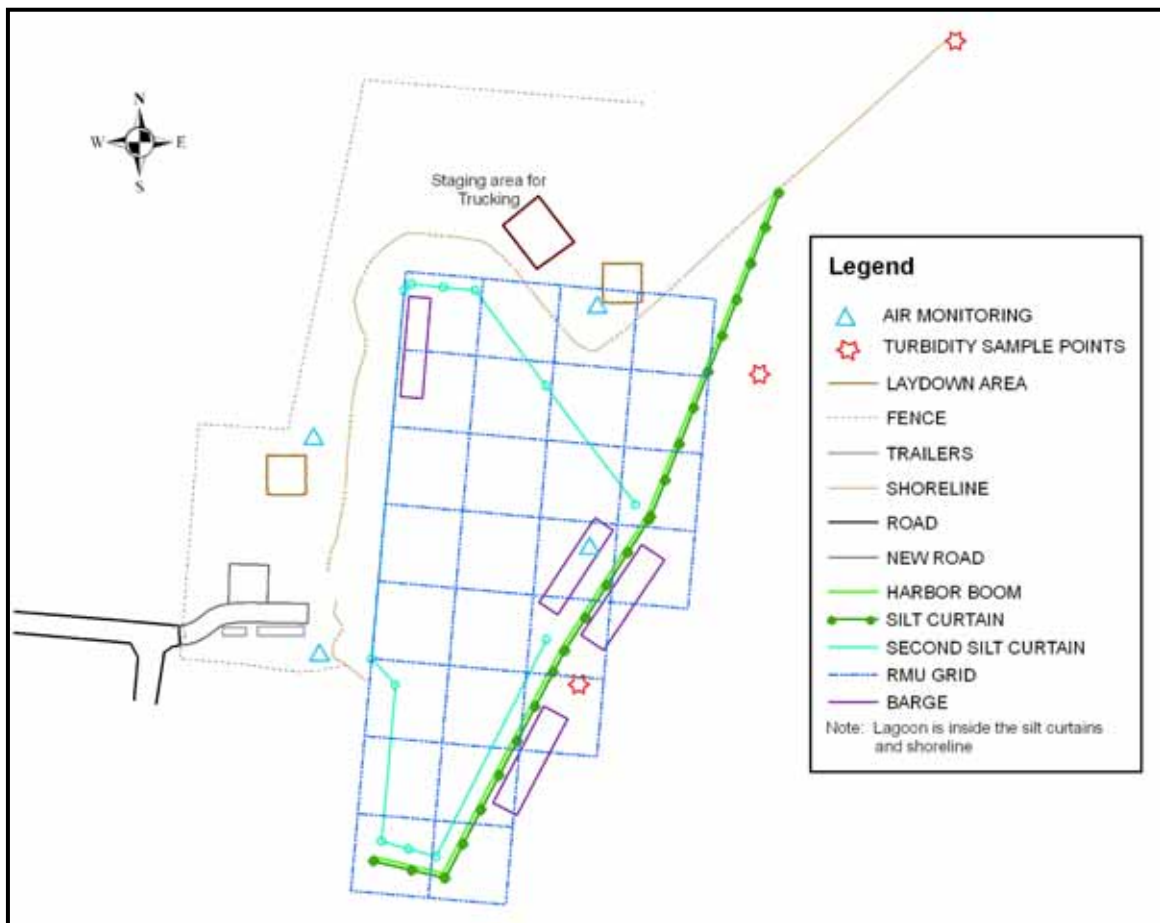 N
W E
S
Staging area for
Trucking
Legend
AIR MONITORING
TURBIDITY SAMPLE POINTS
LAYDOWN AREA
FENCE
TRAILERS
SHORELINE
ROAD
NEW ROAD
HARBOR BOOM
SILT CURTAIN
SECOND SILT CURTAIN
RMU GRID
BARGE
Note: Lagoon is inside the silt curtains
and shoreline